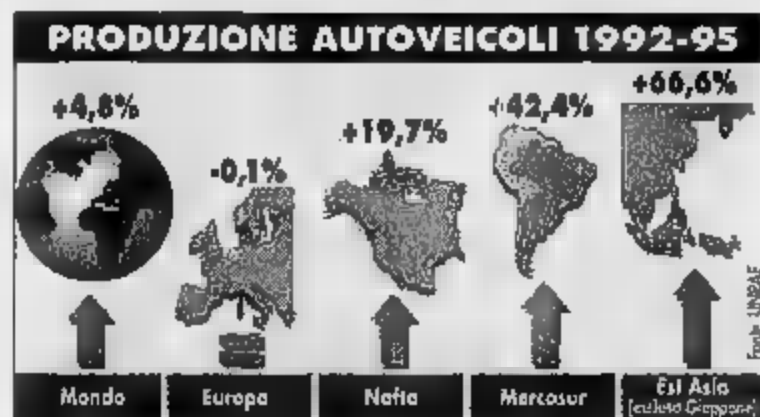 PRODUZIONE AUTOVEICOLI 1992-95
+4,8%
-0,1%
+19,7%
+42,4%
+66,6%
Mondo
Europa
Nafta
Mercosur
Est Asia
(escluso Giappone)
Fonte